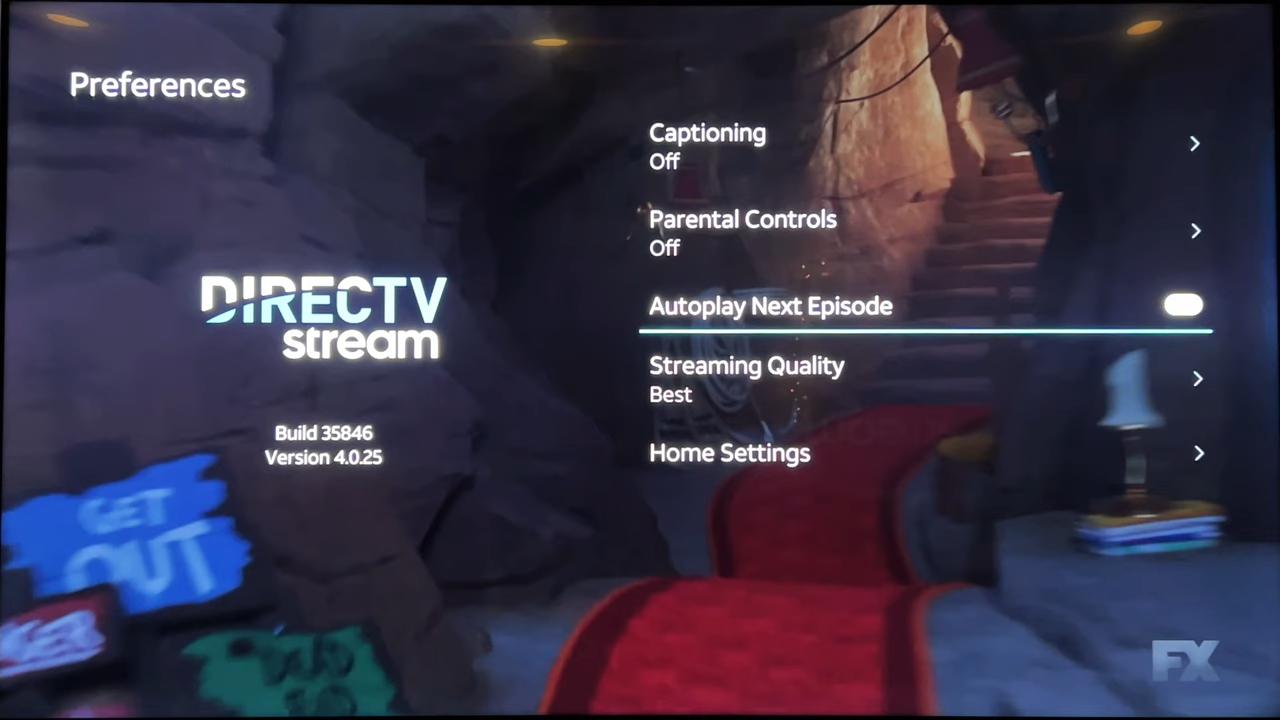 Preferences
Captioning
Off
Parental Controls
Off
Autoplay Next Episode
Streaming Quality
Best
Home Settings
DIRECTV
stream
Build 35846
Version 4.0.25
GET
OUT
FX